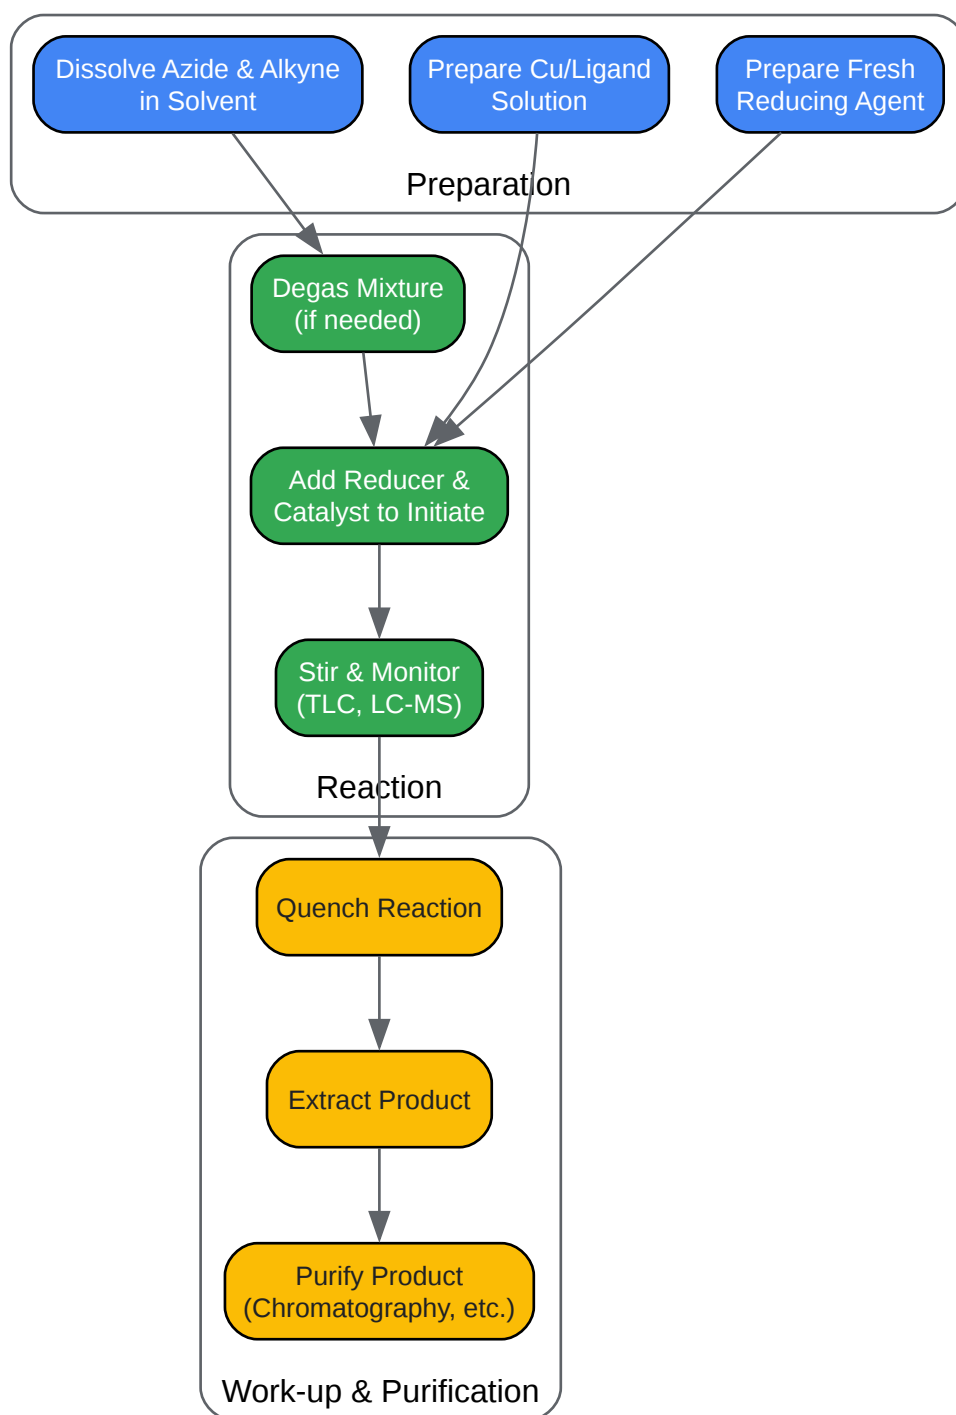 Dissolve Azide & Alkyne
in Solvent
Prepare Cu/Ligand
Solution
Prepare Fresh
Reducing Agent
Preparation
Degas Mixture
(if needed)
Add Reducer &
Catalyst to Initiate
Stir & Monitor
(TLC, LC-MS)
Reaction
Quench Reaction
Extract Product
Purify Product
(Chromatography, etc.)
Work-up & Purification